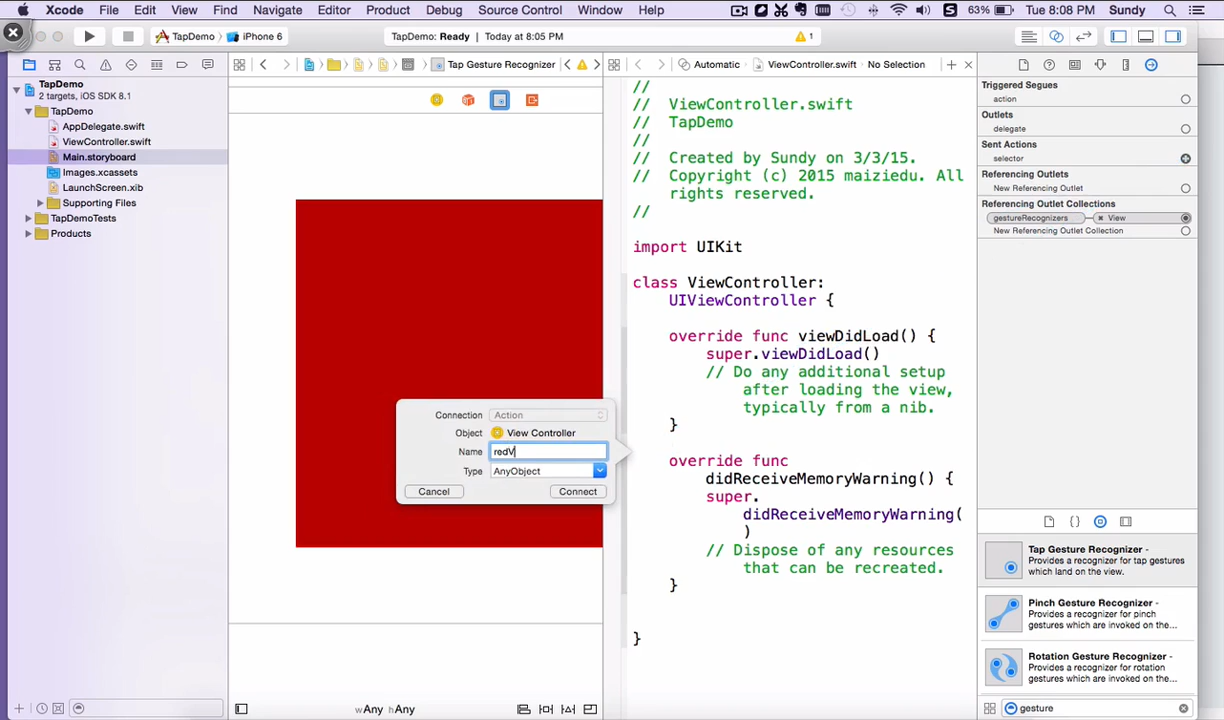 Xcode File Edit View Find Navigate Editor Product Debug Source Control Window Help 63% Tue 8:08 PM Sundy
TapDemo iPhone 6 TapDemo: Ready Today at 8:05 PM 1
Tap Gesture Recognizer Automatic ViewController.swift No Selection
TapDemo
2 targets, iOS SDK 8.1
TapDemo
AppDelegate.swift
ViewController.swift
Main.storyboard
Images.xcassets
LaunchScreen.xib
Supporting Files
TapDemoTests
Products
Connection Action
Object View Controller
Name redV
Type AnyObject
Cancel Connect
wAny hAny
//
// ViewController.swift
// TapDemo
//
// Created by Sundy on 3/3/15.
// Copyright (c) 2015 maiziedu. All
rights reserved.
//
import UIKit
class ViewController:
UIViewController {
override func viewDidLoad() {
super.viewDidLoad()
// Do any additional setup
after loading the view,
typically from a nib.
}
override func
didReceiveMemoryWarning() {
super.
didReceiveMemoryWarning(
)
// Dispose of any resources
that can be recreated.
}
}
Triggered Segues
action
Outlets
delegate
Sent Actions
selector
Referencing Outlets
New Referencing Outlet
Referencing Outlet Collections
gestureRecognizers View
New Referencing Outlet Collection
Tap Gesture Recognizer -
Provides a recognizer for tap gestures
which land on the view.
Pinch Gesture Recognizer -
Provides a recognizer for pinch
gestures which are invoked on the...
Rotation Gesture Recognizer -
Provides a recognizer for rotation
gestures which are invoked on the...
gesture